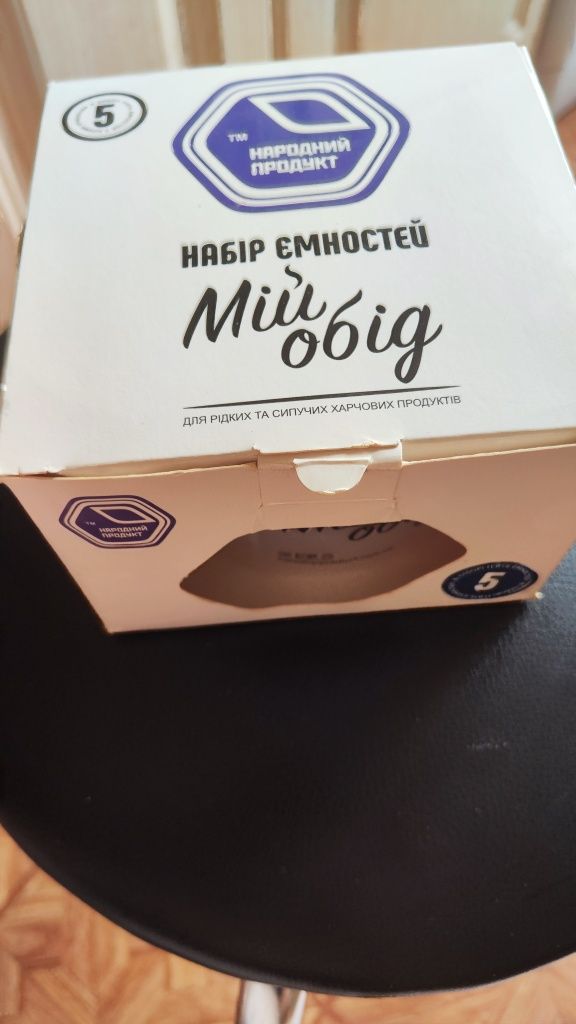 5
TM
НАРОДНИЙ
ПРОДУКТ
НАБІР ЄМНОСТЕЙ
Мій
обід
ДЛЯ РІДКИХ ТА СИПУЧИХ ХАРЧОВИХ ПРОДУКТІВ
TM
НАРОДНИЙ
ПРОДУКТ
5